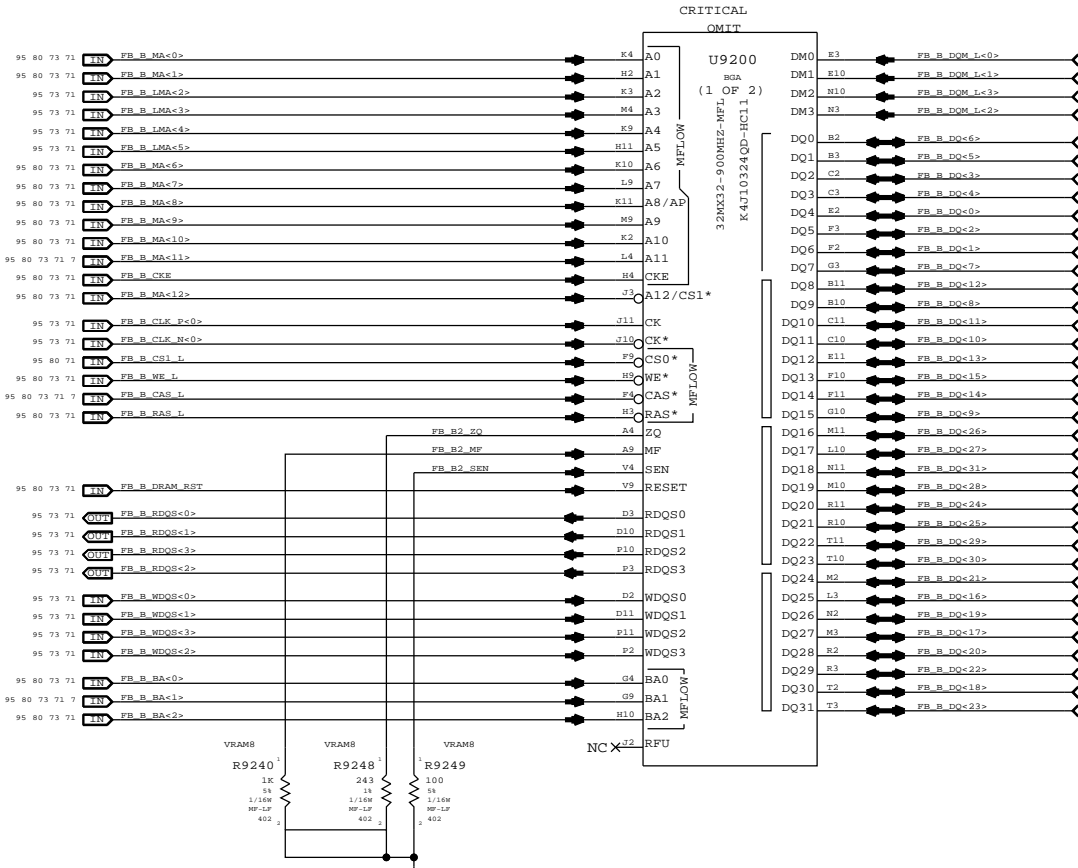 CRITICAL
OMIT
U9200
BGA
(1 OF 2)
32MX32-900MHZ-MFL
K4J10324QD-HC11
95 80 73 71 IN FB_B_MA<0> K4 A0
95 80 73 71 IN FB_B_MA<1> H2 A1
95 73 71 IN FB_B_LMA<2> K3 A2
95 73 71 IN FB_B_LMA<3> M4 A3
95 73 71 IN FB_B_LMA<4> K9 A4
95 73 71 IN FB_B_LMA<5> H11 A5
95 80 73 71 IN FB_B_MA<6> K10 A6
95 80 73 71 IN FB_B_MA<7> L9 A7
95 80 73 71 IN FB_B_MA<8> K11 A8/AP
95 80 73 71 IN FB_B_MA<9> M9 A9
95 80 73 71 IN FB_B_MA<10> K2 A10
95 80 73 71 7 IN FB_B_MA<11> L4 A11
95 80 73 71 IN FB_B_CKE H4 CKE
95 80 73 71 IN FB_B_MA<12> J3 A12/CS1*
MFLOW
95 73 71 IN FB_B_CLK_P<0> J11 CK
95 73 71 IN FB_B_CLK_N<0> J10 CK*
95 80 71 IN FB_B_CS1_L F9 CS0*
95 80 73 71 IN FB_B_WE_L H9 WE*
95 80 73 71 7 IN FB_B_CAS_L F4 CAS*
95 80 73 71 IN FB_B_RAS_L H3 RAS*
MFLOW
FB_B2_ZQ A4 ZQ
FB_B2_MF A9 MF
FB_B2_SEN V4 SEN
95 80 73 71 IN FB_B_DRAM_RST V9 RESET
95 73 71 OUT FB_B_RDQS<0> D3 RDQS0
95 73 71 OUT FB_B_RDQS<1> D10 RDQS1
95 73 71 OUT FB_B_RDQS<3> P10 RDQS2
95 73 71 OUT FB_B_RDQS<2> P3 RDQS3
95 73 71 IN FB_B_WDQS<0> D2 WDQS0
95 73 71 IN FB_B_WDQS<1> D11 WDQS1
95 73 71 IN FB_B_WDQS<3> P11 WDQS2
95 73 71 IN FB_B_WDQS<2> P2 WDQS3
95 80 73 71 IN FB_B_BA<0> G4 BA0
95 80 73 71 7 IN FB_B_BA<1> G9 BA1
95 80 73 71 IN FB_B_BA<2> H10 BA2
MFLOW
NC J2 RFU
DM0 E3 FB_B_DQM_L<0>
DM1 E10 FB_B_DQM_L<1>
DM2 N10 FB_B_DQM_L<3>
DM3 N3 FB_B_DQM_L<2>
DQ0 B2 FB_B_DQ<6>
DQ1 B3 FB_B_DQ<5>
DQ2 C2 FB_B_DQ<3>
DQ3 C3 FB_B_DQ<4>
DQ4 E2 FB_B_DQ<0>
DQ5 F3 FB_B_DQ<2>
DQ6 F2 FB_B_DQ<1>
DQ7 G3 FB_B_DQ<7>
DQ8 B11 FB_B_DQ<12>
DQ9 B10 FB_B_DQ<8>
DQ10 C11 FB_B_DQ<11>
DQ11 C10 FB_B_DQ<10>
DQ12 E11 FB_B_DQ<13>
DQ13 F10 FB_B_DQ<15>
DQ14 F11 FB_B_DQ<14>
DQ15 G10 FB_B_DQ<9>
DQ16 M11 FB_B_DQ<26>
DQ17 L10 FB_B_DQ<27>
DQ18 N11 FB_B_DQ<31>
DQ19 M10 FB_B_DQ<28>
DQ20 R11 FB_B_DQ<24>
DQ21 R10 FB_B_DQ<25>
DQ22 T11 FB_B_DQ<29>
DQ23 T10 FB_B_DQ<30>
DQ24 M2 FB_B_DQ<21>
DQ25 L3 FB_B_DQ<16>
DQ26 N2 FB_B_DQ<19>
DQ27 M3 FB_B_DQ<17>
DQ28 R2 FB_B_DQ<20>
DQ29 R3 FB_B_DQ<22>
DQ30 T2 FB_B_DQ<18>
DQ31 T3 FB_B_DQ<23>
VRAM8
R9240 1
1K
5%
1/16W
MF-LF
402 2
VRAM8
R9248 1
243
1%
1/16W
MF-LF
402 2
VRAM8
1 R9249
100
5%
1/16W
MF-LF
2 402